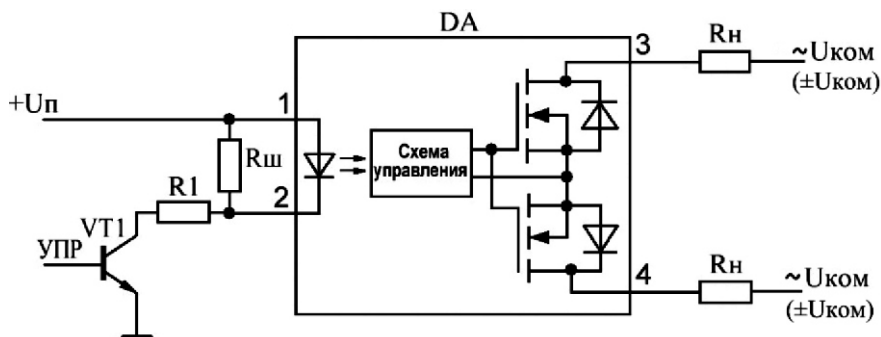 DA
3
Rн
~Uком
(±Uком)
1
+Uп
Rш
Схема
управления
R1
2
VT1
УПР
4
Rн
~Uком
(±Uком)